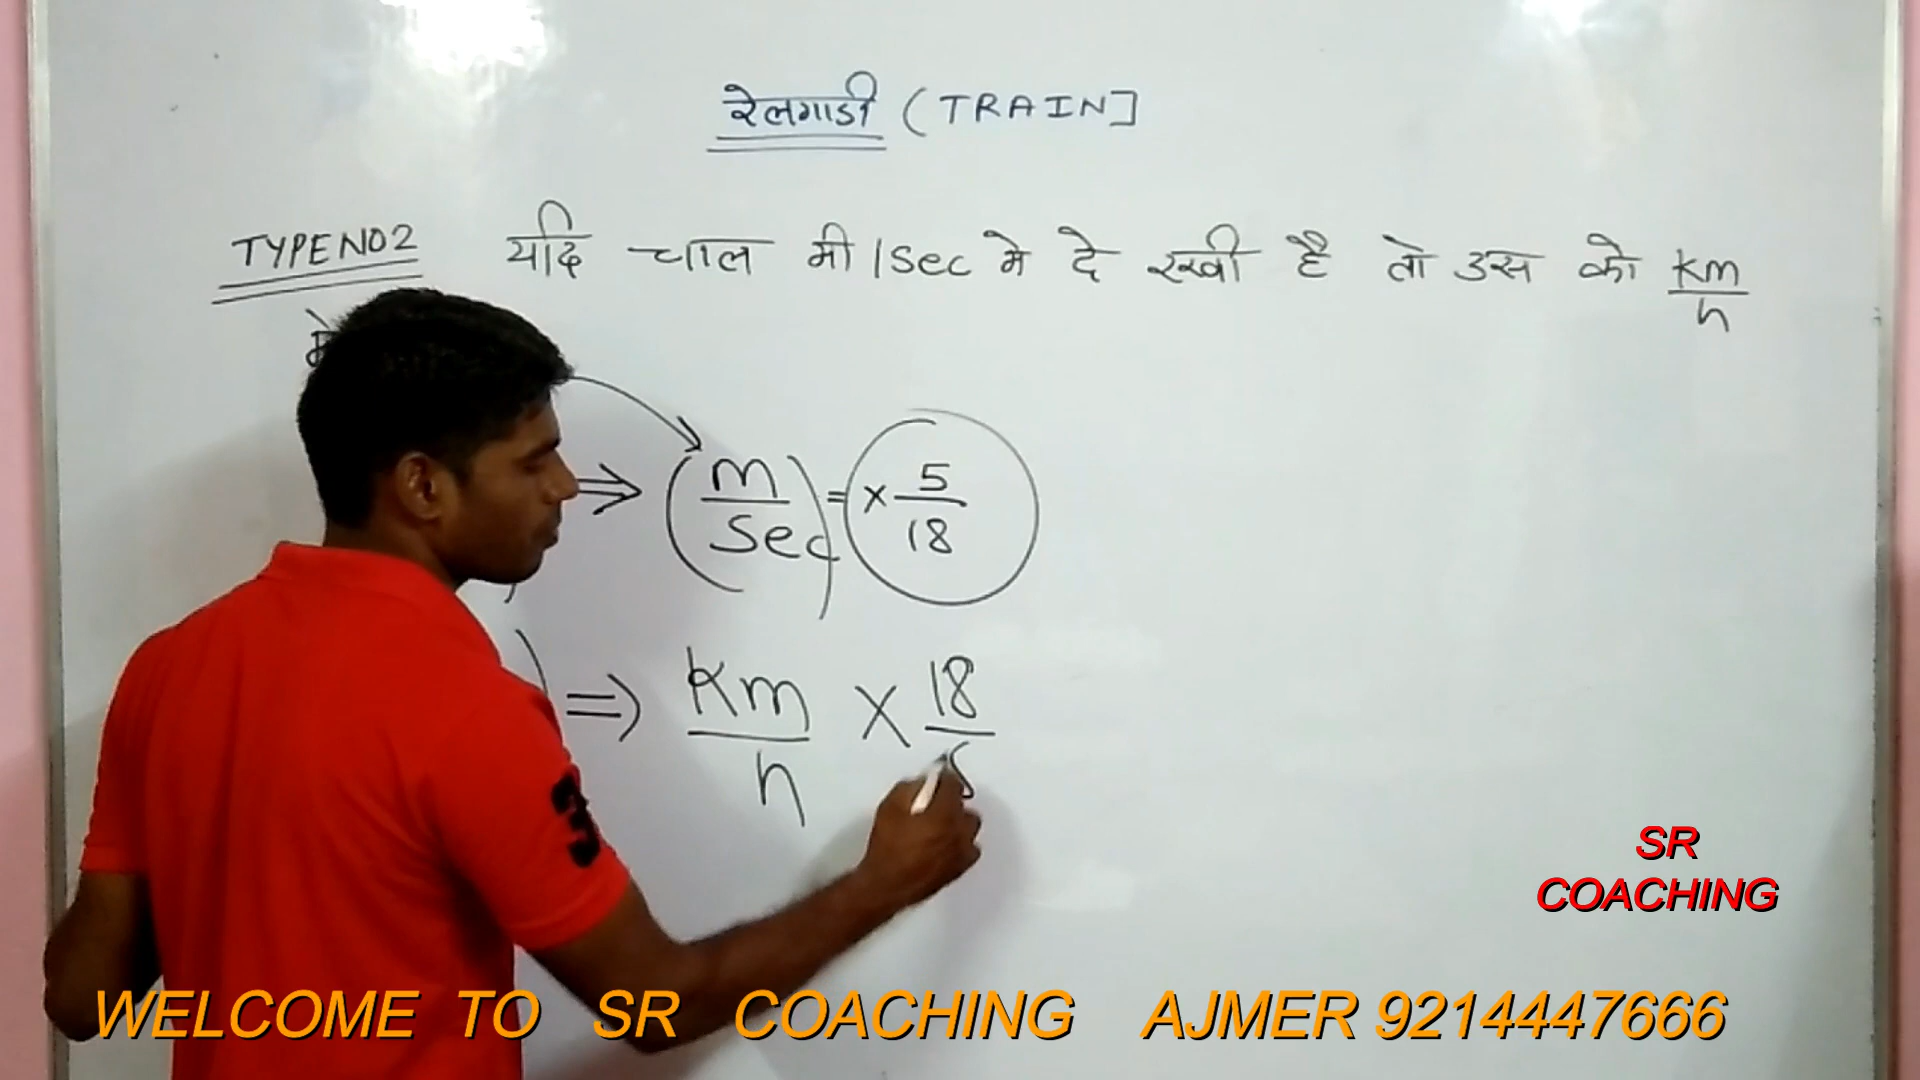 रेलगाडी (TRAIN]
TYPE NO 2 यदि चाल मी/Sec मे दे रखी है तो उस को Km/h
मे
⇒ (m/Sec) = × 5/18
) ⇒ Km/h × 18/5
3
SR
COACHING
WELCOME TO SR COACHING AJMER 9214447666